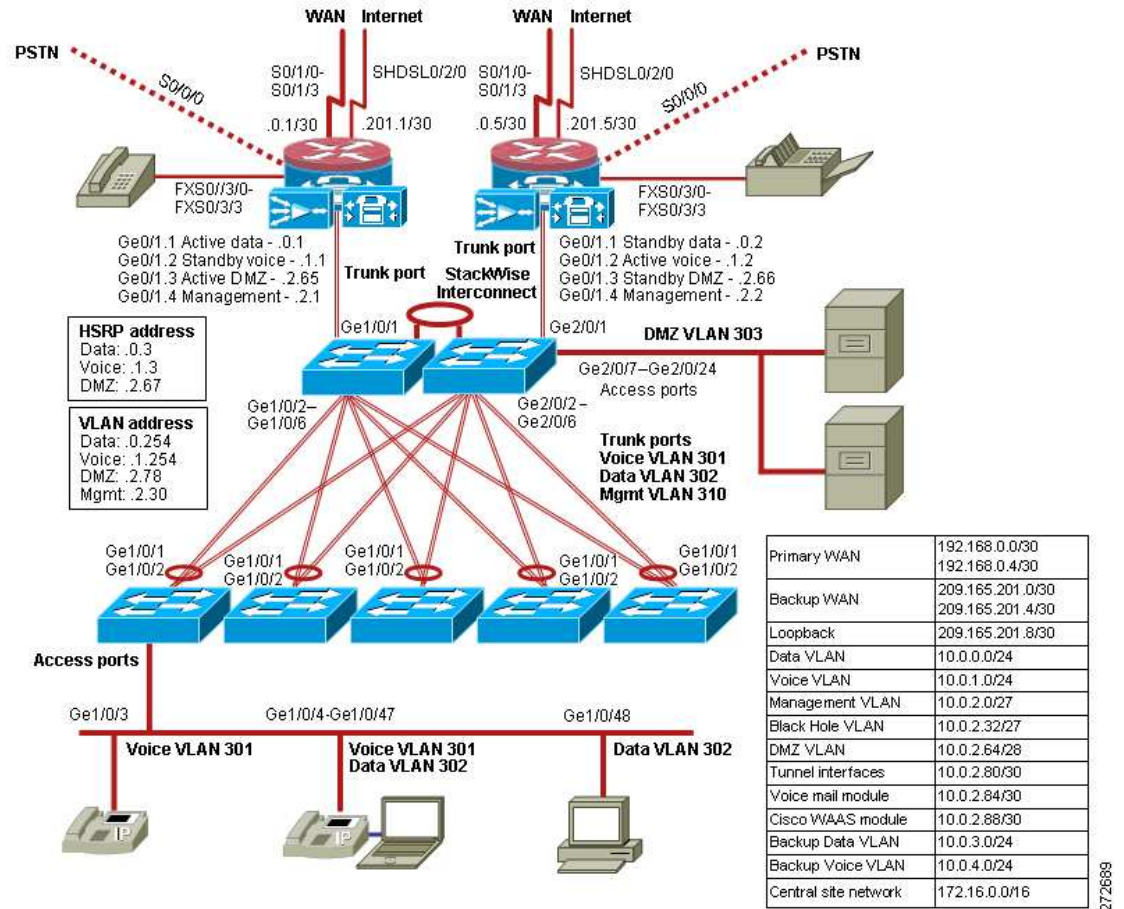 WAN Internet
WAN Internet
PSTN
PSTN
S0/0/0
S0/1/0-
S0/1/3
SHDSL0/2/0
S0/1/0-
S0/1/3
SHDSL0/2/0
S0/0/0
.0.1/30
.201.1/30
.0.5/30
.201.5/30
FXS0//3/0-
FXS0/3/3
FXS0/3/0-
FXS0/3/3
Ge0/1.1 Active data - .0.1
Ge0/1.2 Standby voice - .1.1
Ge0/1.3 Active DMZ - .2.65
Ge0/1.4 Management - .2.1
Trunk port
Trunk port
StackWise
Interconnect
Ge0/1.1 Standby data - .0.2
Ge0/1.2 Active voice - .1.2
Ge0/1.3 Standby DMZ - .2.66
Ge0/1.4 Management - .2.2
HSRP address
Data: .0.3
Voice: .1.3
DMZ: .2.67
Ge1/0/1
Ge2/0/1
DMZ VLAN 303
Ge2/0/7–Ge2/0/24
Access ports
VLAN address
Data: .0.254
Voice: .1.254
DMZ: .2.78
Mgmt: .2.30
Ge1/0/2–
Ge1/0/6
Ge2/0/2–
Ge2/0/6
Trunk ports
Voice VLAN 301
Data VLAN 302
Mgmt VLAN 310
Ge1/0/1
Ge1/0/2
Ge1/0/1
Ge1/0/2
Ge1/0/1
Ge1/0/2
Ge1/0/1
Ge1/0/2
Ge1/0/1
Ge1/0/2
Access ports
Ge1/0/3
Ge1/0/4-Ge1/0/47
Ge1/0/48
Voice VLAN 301
Voice VLAN 301
Data VLAN 302
Data VLAN 302
IP
IP
Primary WAN 192.168.0.0/30
192.168.0.4/30
Backup WAN 209.165.201.0/30
209.165.201.4/30
Loopback 209.165.201.8/30
Data VLAN 10.0.0.0/24
Voice VLAN 10.0.1.0/24
Management VLAN 10.0.2.0/27
Black Hole VLAN 10.0.2.32/27
DMZ VLAN 10.0.2.64/28
Tunnel interfaces 10.0.2.80/30
Voice mail module 10.0.2.84/30
Cisco WAAS module 10.0.2.88/30
Backup Data VLAN 10.0.3.0/24
Backup Voice VLAN 10.0.4.0/24
Central site network 172.16.0.0/16
272689